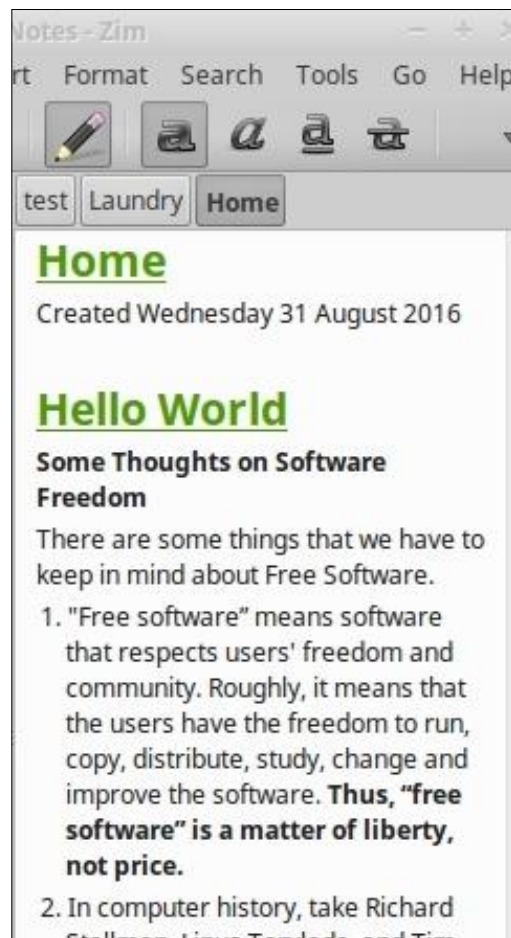 Notes - Zim
rt Format Search Tools Go Help
a a a a
test Laundry Home
Home
Created Wednesday 31 August 2016
Hello World
Some Thoughts on Software
Freedom
There are some things that we have to
keep in mind about Free Software.
1. "Free software” means software
that respects users' freedom and
community. Roughly, it means that
the users have the freedom to run,
copy, distribute, study, change and
improve the software. Thus, “free
software” is a matter of liberty,
not price.
2. In computer history, take Richard